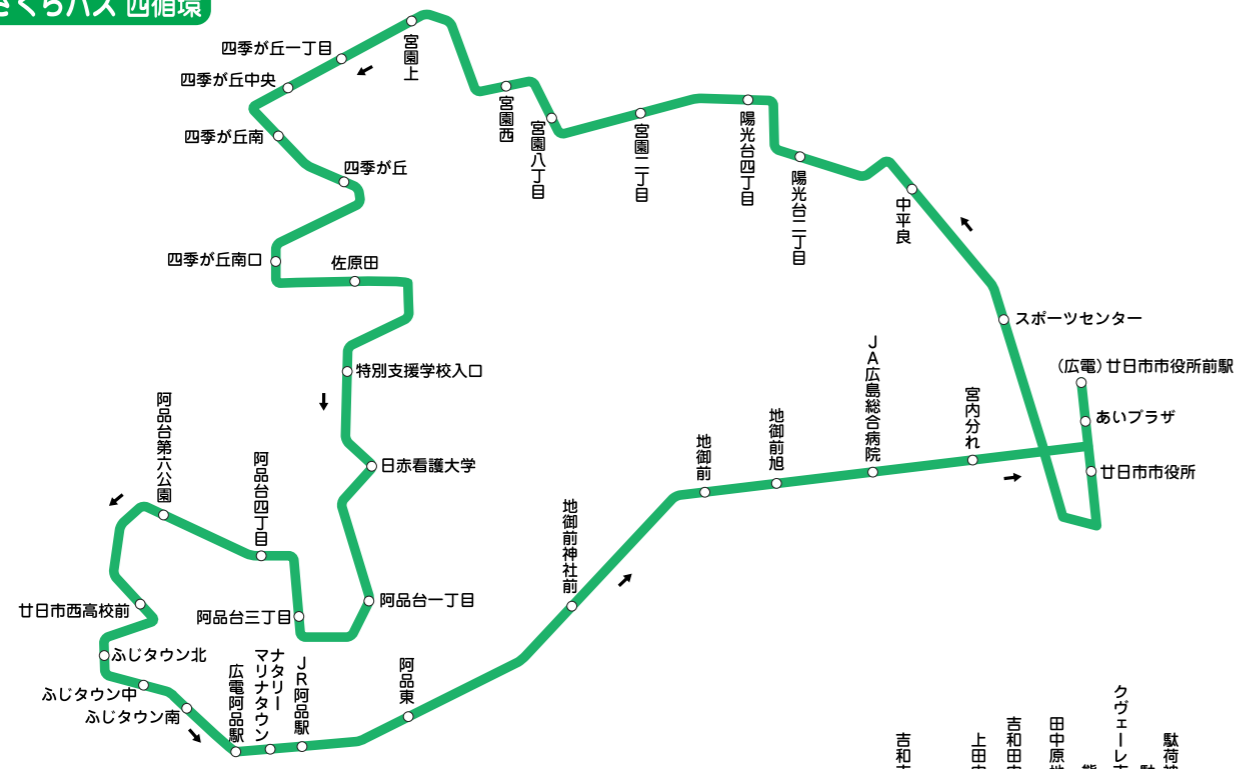 さくらバス 四循環
宮園上
四季が丘一丁目
四季が丘中央
四季が丘南
四季が丘
四季が丘南口
佐原田
特別支援学校入口
日赤看護大学
阿品台一丁目
阿品台三丁目
阿品台四丁目
阿品台第六公園
廿日市西高校前
ふじタウン北
ふじタウン中
ふじタウン南
広電阿品駅
ナタリー
マリナタウン
JR阿品駅
阿品東
地御前神社前
地御前
地御前旭
JA広島総合病院
宮内分れ
(広電)廿日市市役所前駅
あいプラザ
廿日市市役所
スポーツセンター
中平良
陽光台二丁目
陽光台四丁目
宮園二丁目
宮園八丁目
宮園西